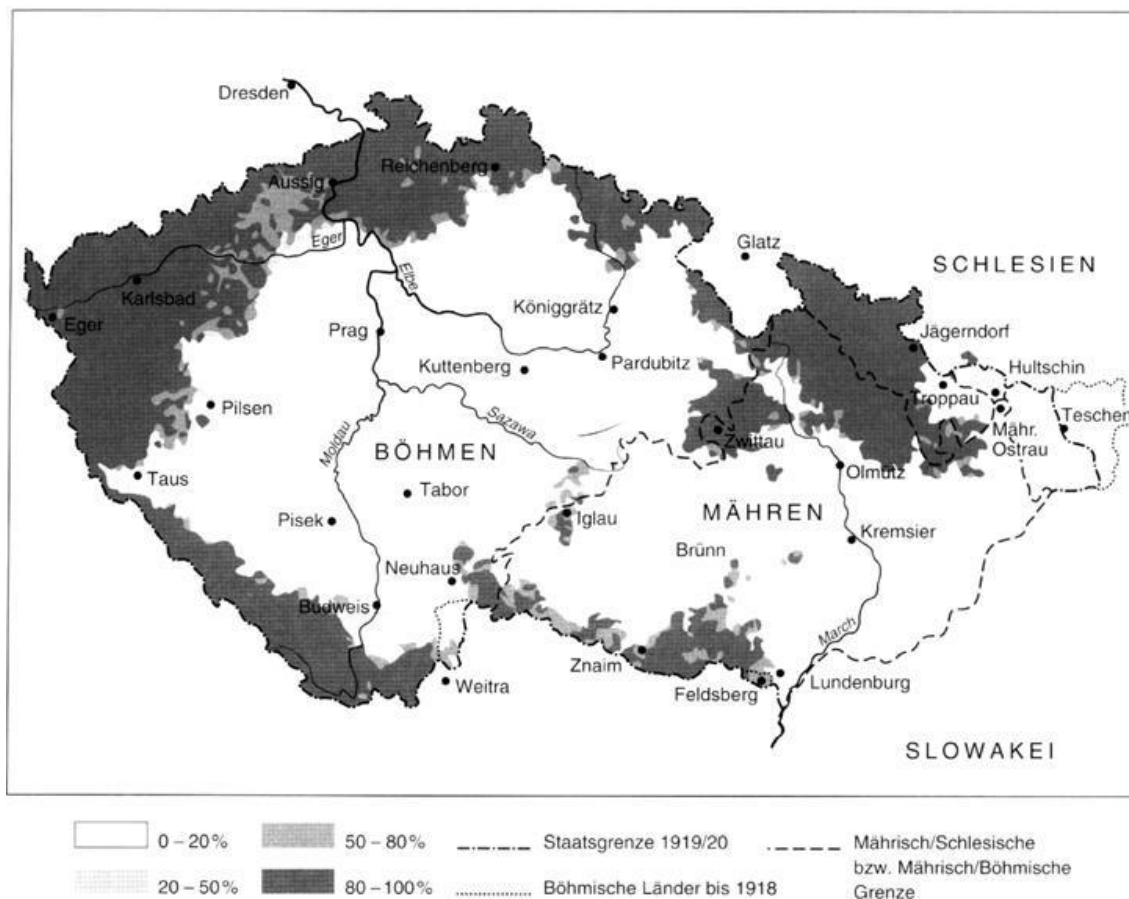 Dresden
Reichenberg
Aussig
Eger
Glatz
SCHLESIEN
Karlsbad
Elbe
Eger
Königgrätz
Jägerndorf
Prag
Hultschin
Kuttenberg
Pardubitz
Troppau
Pilsen
Sazawa
Teschen
Mähr.
Ostrau
Zwittau
Moldau
BÖHMEN
Olmütz
Taus
Tabor
Iglau
MÄHREN
Pisek
Kremsier
Brünn
Neuhaus
Budweis
March
Znaim
Weitra
Feldsberg
Lundenburg
SLOWAKEI
0–20%
50–80%
Staatsgrenze 1919/20
Mährisch/Schlesische
bzw. Mährisch/Böhmische
Grenze
20–50%
80–100%
Böhmische Länder bis 1918